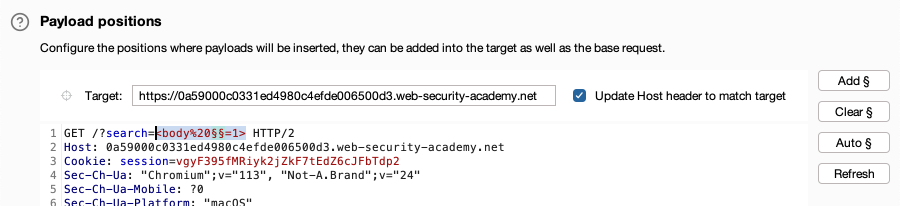 Payload positions
Configure the positions where payloads will be inserted, they can be added into the target as well as the base request.
Target: https://0a59000c0331ed4980c4efde006500d3.web-security-academy.net Update Host header to match target
Add §
Clear §
Auto §
Refresh
1 GET /?search=<body%20§§=1> HTTP/2
2 Host: 0a59000c0331ed4980c4efde006500d3.web-security-academy.net
3 Cookie: session=vgyF395fMRiyk2jZkF7tEdZ6cJFbTdp2
4 Sec-Ch-Ua: "Chromium";v="113", "Not-A.Brand";v="24"
5 Sec-Ch-Ua-Mobile: ?0
6 Sec-Ch-Ua-Platform: "macOS"